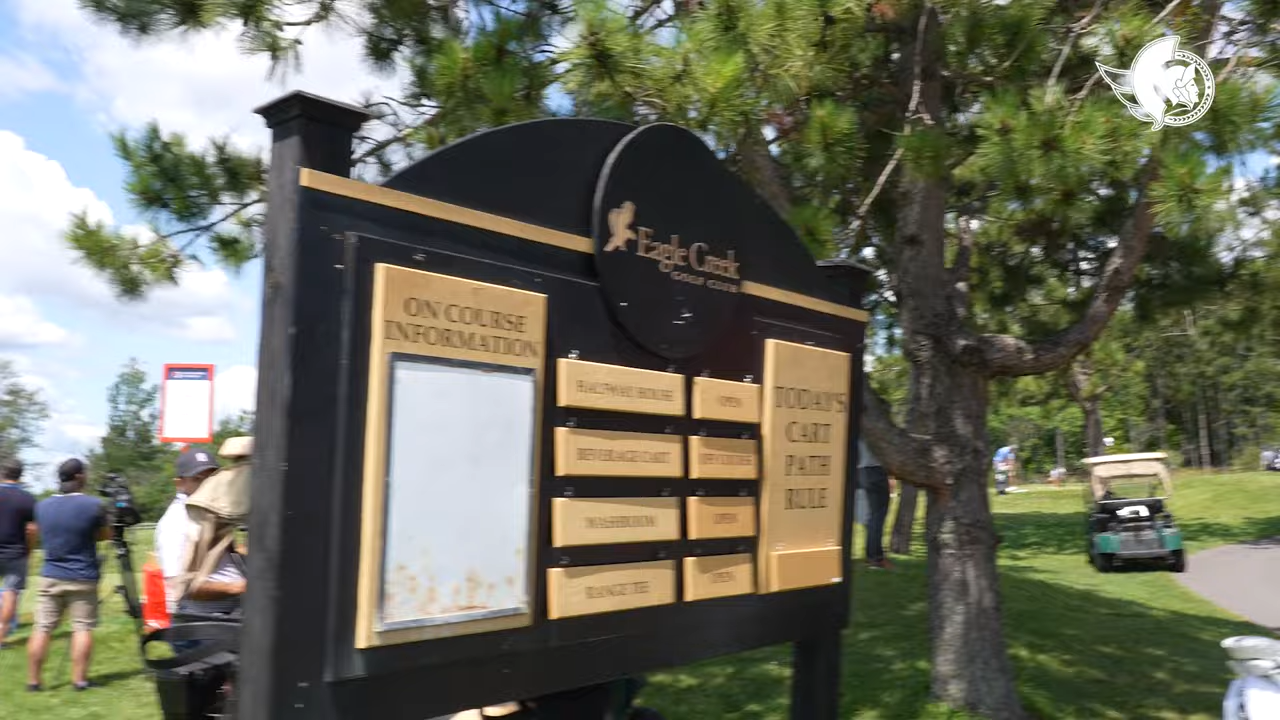 Eagle Creek
GOLF CLUB
ON COURSE
INFORMATION
HALFWAY HOUSE
OPEN
BEVERAGE CART
WASHROOM
OPEN
RANGE TEE
OPEN
TODAY'S
CART
PATH
RULE